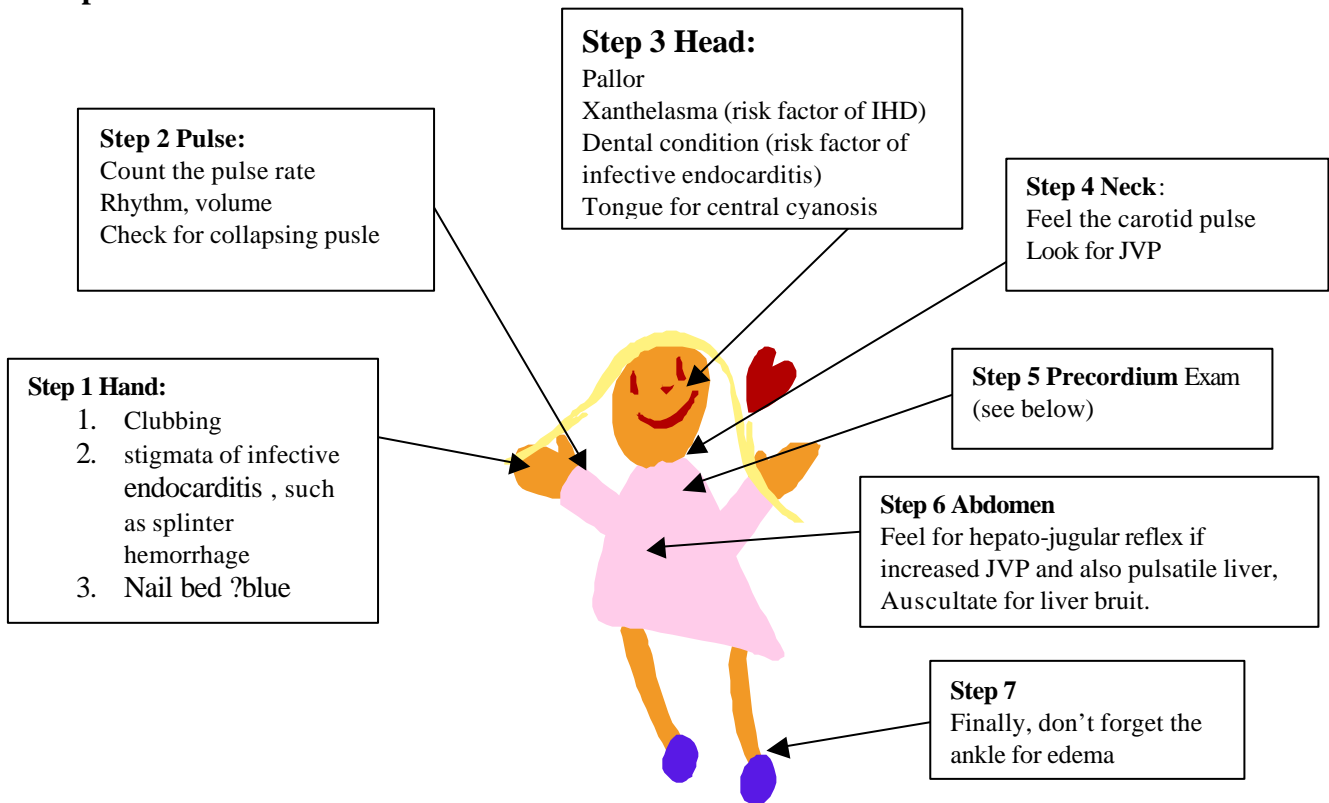 Step 1 Hand:
1. Clubbing
2. stigmata of infective
endocarditis , such
as splinter
hemorrhage
3. Nail bed ?blue
Step 2 Pulse:
Count the pulse rate
Rhythm, volume
Check for collapsing pusle
Step 3 Head:
Pallor
Xanthelasma (risk factor of IHD)
Dental condition (risk factor of
infective endocarditis)
Tongue for central cyanosis
Step 4 Neck:
Feel the carotid pulse
Look for JVP
Step 5 Precordium Exam
(see below)
Step 6 Abdomen
Feel for hepato-jugular reflex if
increased JVP and also pulsatile liver,
Auscultate for liver bruit.
Step 7
Finally, don’t forget the
ankle for edema